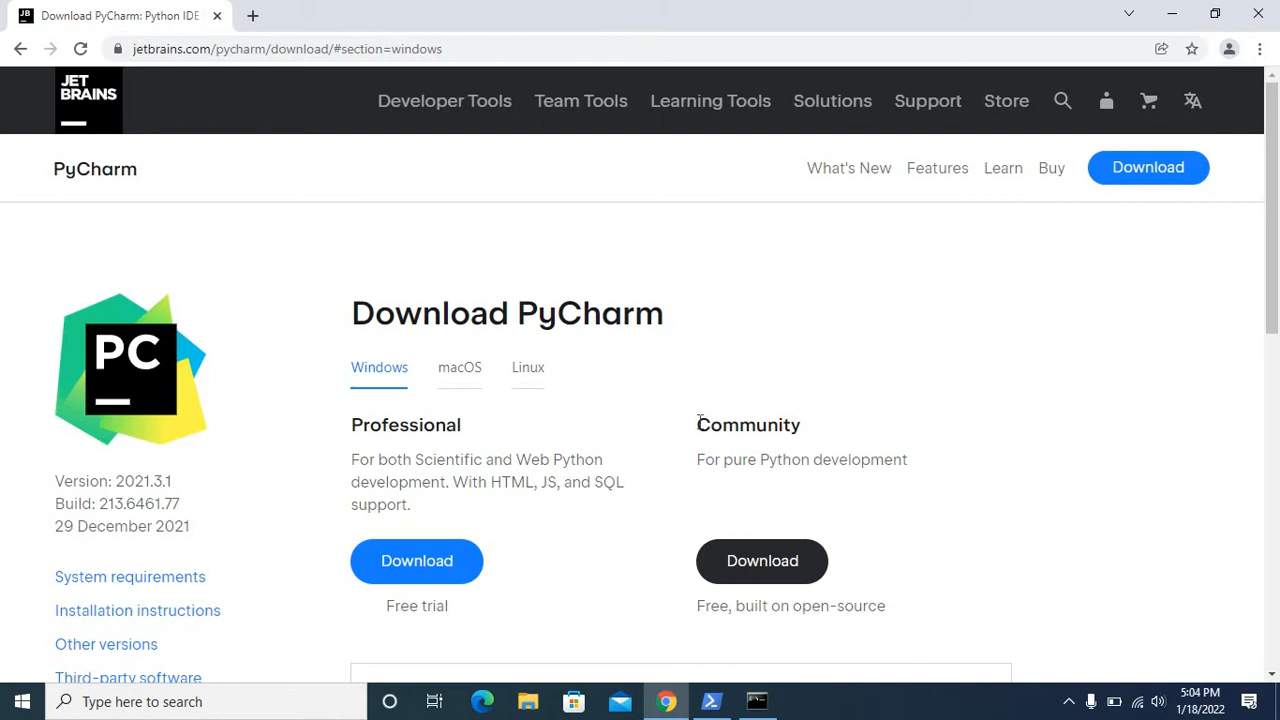 Download PyCharm: Python IDE
jetbrains.com/pycharm/download/#section=windows
JET
BRAINS
Developer Tools
Team Tools
Learning Tools
Solutions
Support
Store
PyCharm
What's New
Features
Learn
Buy
Download
PC
Download PyCharm
Windows
macOS
Linux
Professional
For both Scientific and Web Python
development. With HTML, JS, and SQL
support.
Download
Free trial
Community
For pure Python development
Download
Free, built on open-source
Version: 2021.3.1
Build: 213.6461.77
29 December 2021
System requirements
Installation instructions
Other versions
Third-party software
Type here to search
5:04 PM
1/18/2022